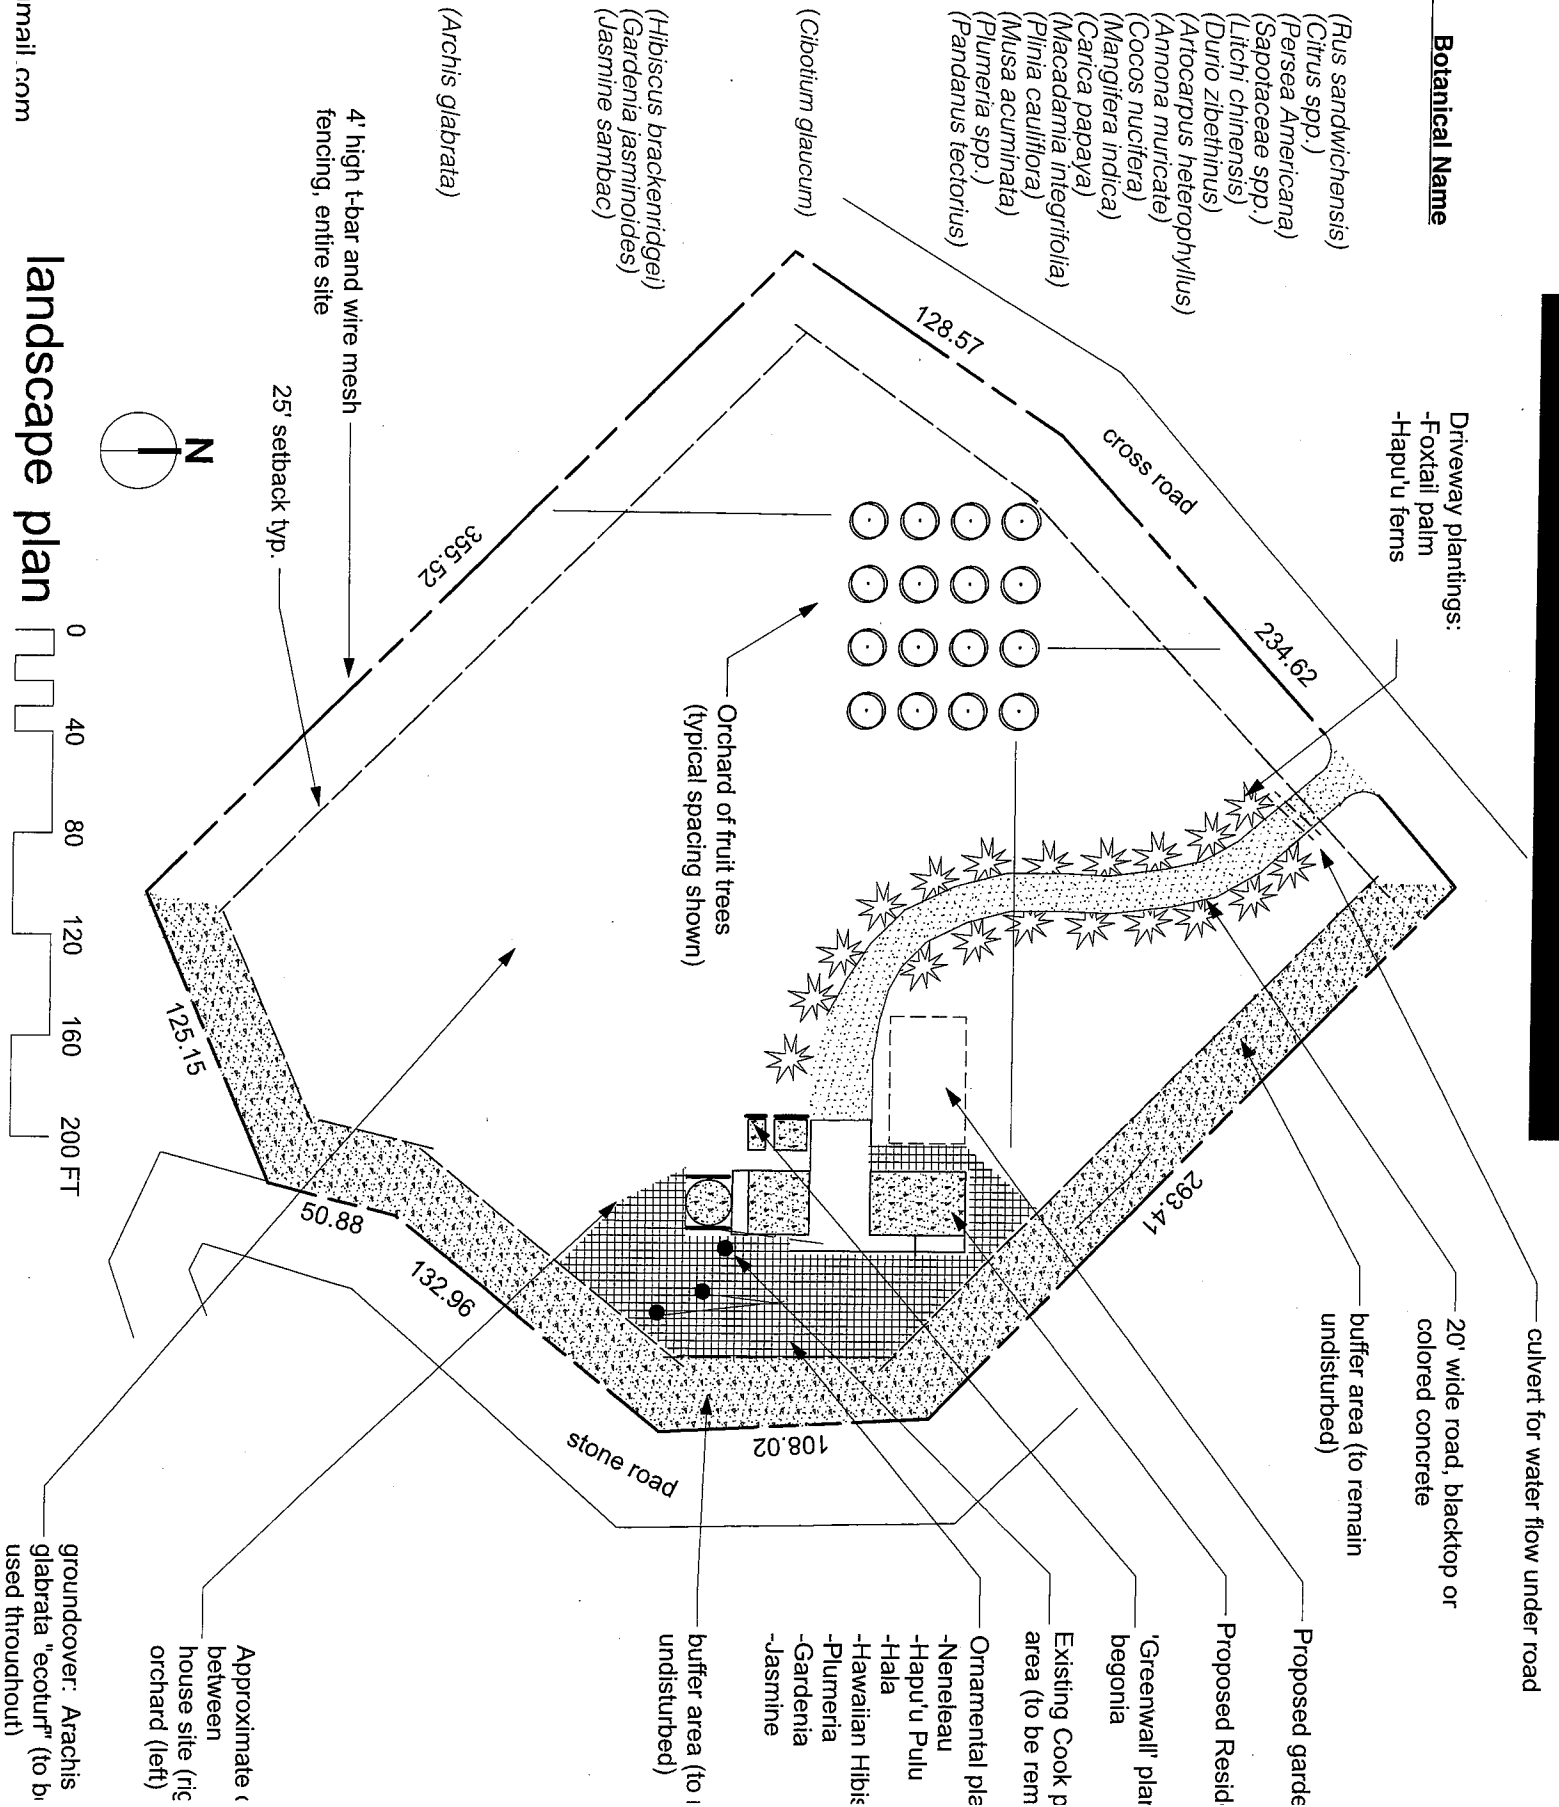 Botanical Name
(Rus sandwichensis)
(Citrus spp.)
(Persea Americana)
(Sapotaceae spp.)
(Litchi chinensis)
(Durio zibethinus)
(Artocarpus heterophyllus)
(Annona muricate)
(Cocos nucifera)
(Mangifera indica)
(Carica papaya)
(Macadamia integrifolia)
(Plinia cauliflora)
(Musa acuminata)
(Plumeria spp.)
(Pandanus tectorius)
(Cibotium glaucum)
(Hibiscus brackenridgei)
(Gardenia jasminoides)
(Jasmine sambac)
(Archis glabrata)
mail.com
Driveway plantings:
-Foxtail palm
-Hapu'u ferns
culvert for water flow under road
20' wide road, blacktop or
colored concrete
buffer area (to remain
undisturbed)
Proposed garde
Proposed Resid
'Greenwall' plan
begonia
Existing Cook p
area (to be rem
Ornamental pla
-Neneleau
-Hapu'u Pulu
-Hala
-Hawaiian Hibis
-Plumeria
-Gardenia
-Jasmine
buffer area (to r
undisturbed)
Approximate
between
house site (rig
orchard (left)
groundcover: Arachis
glabrata "ecoturf" (to be
used throughout)
cross road
128.57
234.62
293.41
108.02
stone road
132.96
50.88
125.15
355.52
Orchard of fruit trees
(typical spacing shown)
4' high t-bar and wire mesh
fencing, entire site
25' setback typ.
N
landscape plan
0 40 80 120 160 200 FT